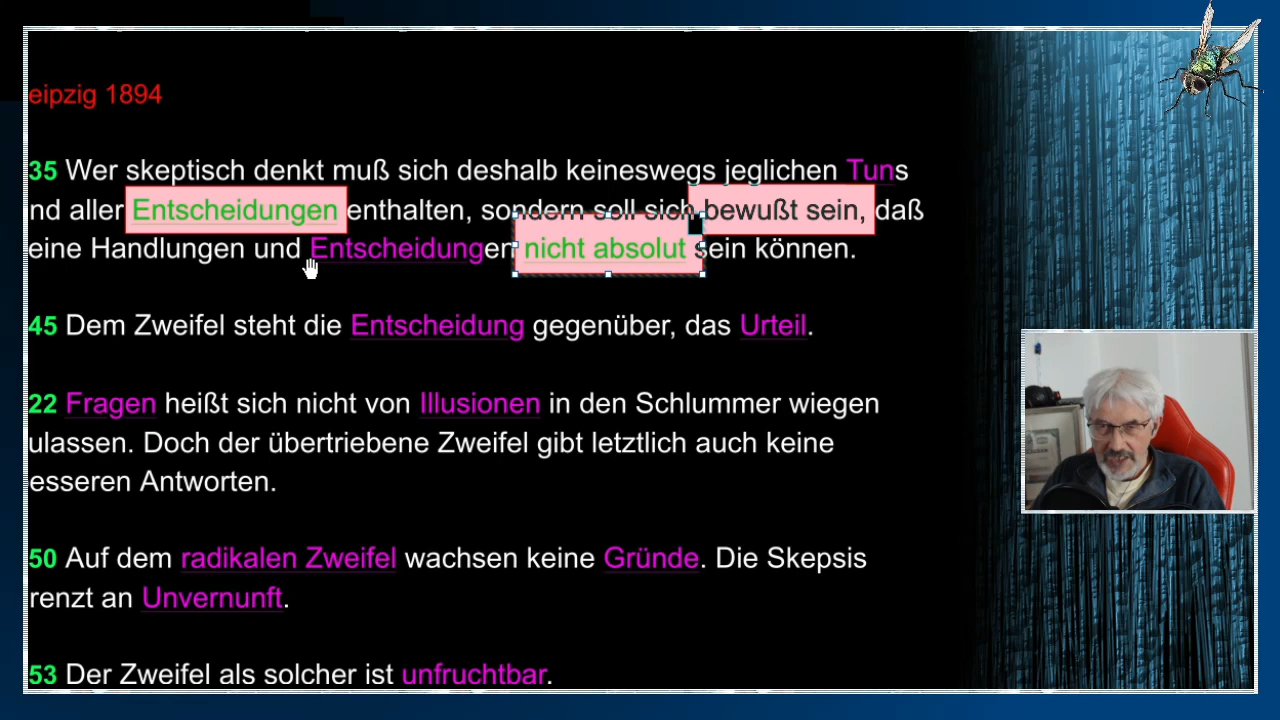 eipzig 1894
35 Wer skeptisch denkt muß sich deshalb keineswegs jeglichen Tuns
nd aller Entscheidungen enthalten, sondern soll sich bewußt sein, daß
eine Handlungen und Entscheidungen nicht absolut sein können.
45 Dem Zweifel steht die Entscheidung gegenüber, das Urteil.
22 Fragen heißt sich nicht von Illusionen in den Schlummer wiegen
ulassen. Doch der übertriebene Zweifel gibt letztlich auch keine
esseren Antworten.
50 Auf dem radikalen Zweifel wachsen keine Gründe. Die Skepsis
renzt an Unvernunft.
53 Der Zweifel als solcher ist unfruchtbar.